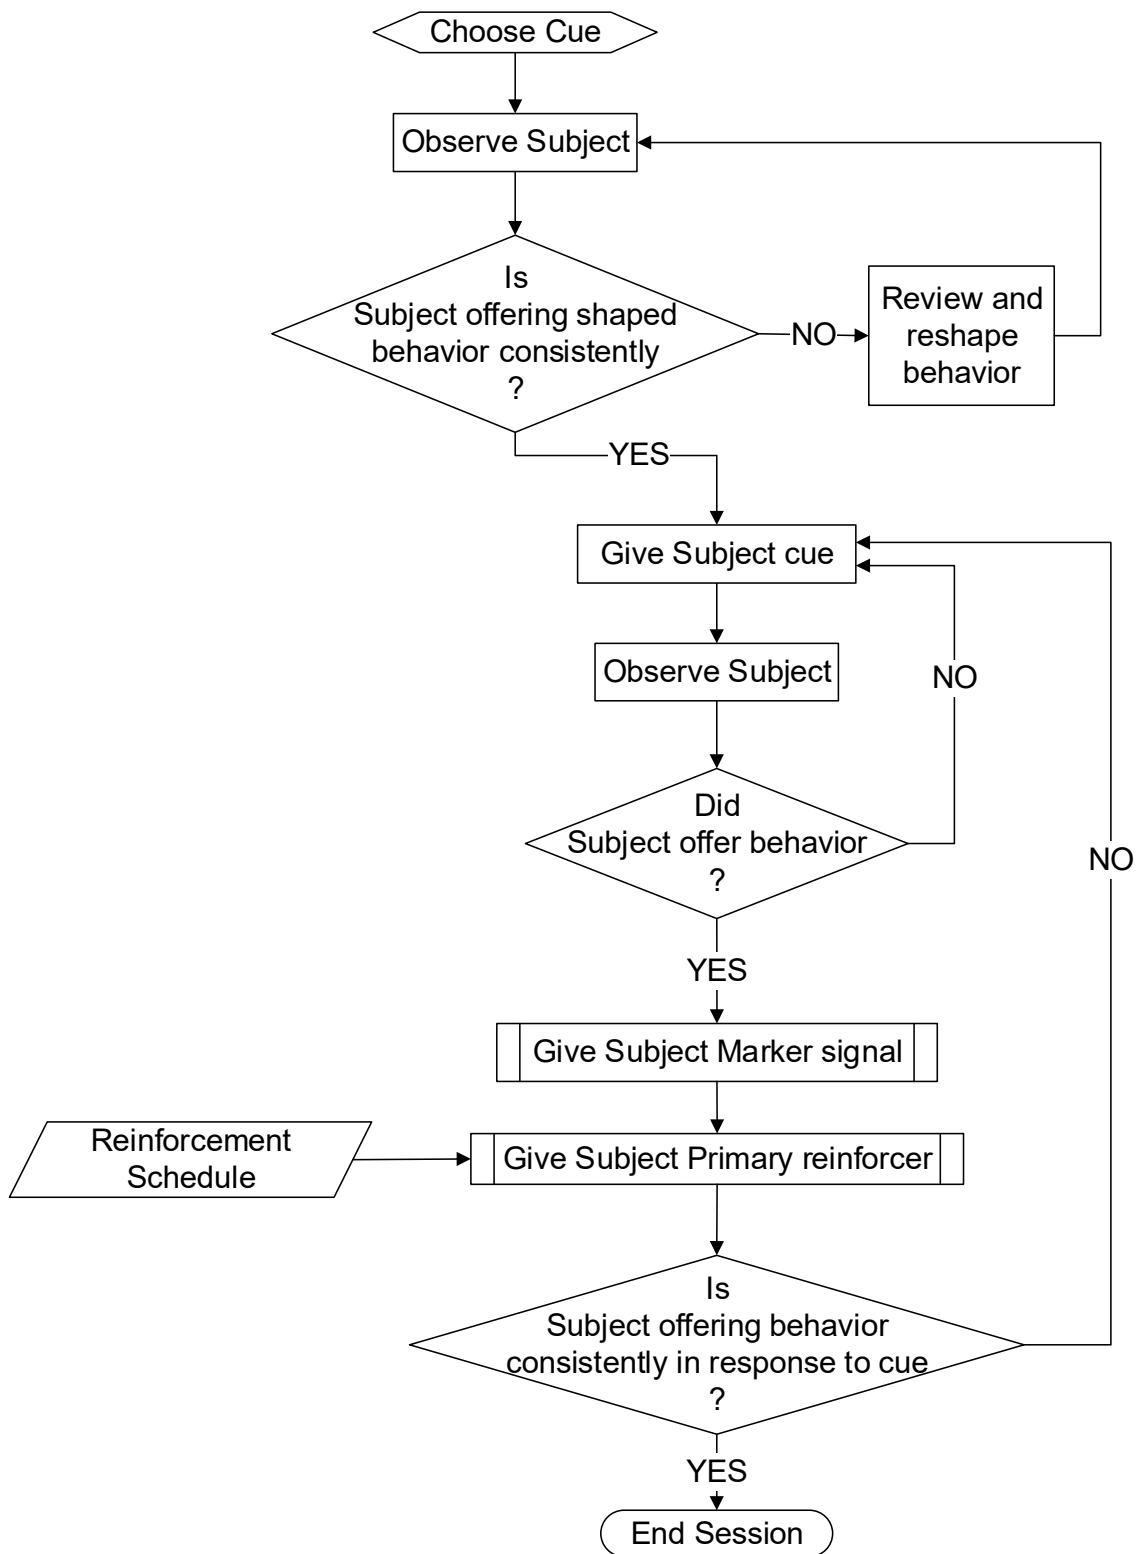 Choose Cue
Observe Subject
Is
Subject offering shaped
behavior consistently
?
NO
Review and
reshape
behavior
YES
Give Subject cue
Observe Subject
NO
Did
Subject offer behavior
?
NO
YES
Give Subject Marker signal
Reinforcement
Schedule
Give Subject Primary reinforcer
Is
Subject offering behavior
consistently in response to cue
?
YES
End Session